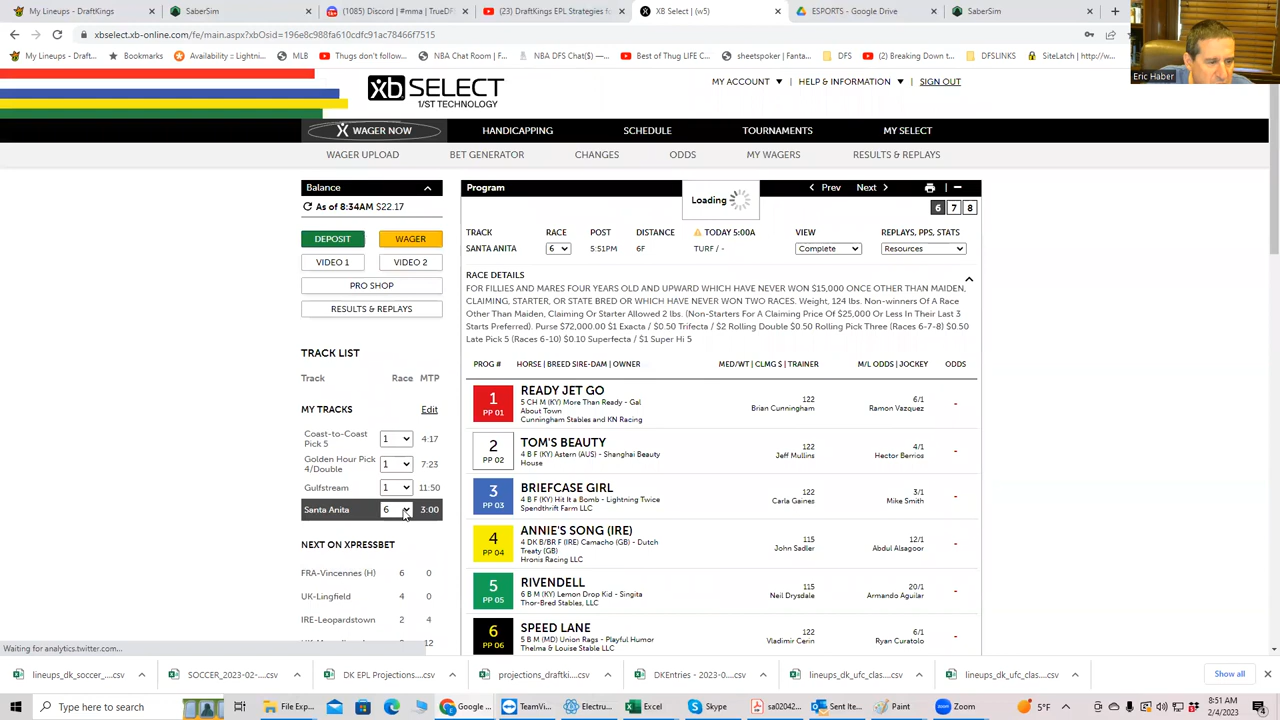 My Lineups - DraftKings
SaberSim
(1085) Discord | #mma | TrueDF
(23) DraftKings EPL Strategies fo
XB Select | (w5)
ESPORTS - Google Drive
SaberSim
xbselect.xb-online.com/fe/main.aspx?xbOsid=196e8c988fa610cdfc91ac78466f7515
My Lineups - Draft...
Bookmarks
Availability :: Lightni...
MLB
Thugs don't follow...
NBA Chat Room | F...
NBA DFS Chat($) —...
Best of Thug LIFE C...
sheetspoker | Fanta...
DFS
(2) Breaking Down t...
DFSLINKS
SiteLatch | http://w...
Eric Haber
xb SELECT
1/ST TECHNOLOGY
MY ACCOUNT
HELP & INFORMATION
SIGN OUT
WAGER NOW
HANDICAPPING
SCHEDULE
TOURNAMENTS
MY SELECT
WAGER UPLOAD
BET GENERATOR
CHANGES
ODDS
MY WAGERS
RESULTS & REPLAYS
Balance
As of 8:34AM $22.17
DEPOSIT
WAGER
VIDEO 1
VIDEO 2
PRO SHOP
RESULTS & REPLAYS
TRACK LIST
Track Race MTP
MY TRACKS Edit
Coast-to-Coast Pick 5 1 4:17
Golden Hour Pick 4/Double 1 7:23
Gulfstream 1 11:50
Santa Anita 6 3:00
NEXT ON XPRESSBET
FRA-Vincennes (H) 6 0
UK-Lingfield 4 0
IRE-Leopardstown 2 4
12
Program
Loading
Prev Next
6 7 8
TRACK RACE POST DISTANCE TODAY 5:00A VIEW REPLAYS, PPS, STATS
SANTA ANITA 6 5:51PM 6F TURF / - Complete Resources
RACE DETAILS
FOR FILLIES AND MARES FOUR YEARS OLD AND UPWARD WHICH HAVE NEVER WON $15,000 ONCE OTHER THAN MAIDEN,
CLAIMING, STARTER, OR STATE BRED OR WHICH HAVE NEVER WON TWO RACES. Weight, 124 lbs. Non-winners Of A Race
Other Than Maiden, Claiming Or Starter Allowed 2 lbs. (Non-Starters For A Claiming Price Of $25,000 Or Less In Their Last 3
Starts Preferred). Purse $72,000.00 $1 Exacta / $0.50 Trifecta / $2 Rolling Double $0.50 Rolling Pick Three (Races 6-7-8) $0.50
Late Pick 5 (Races 6-10) $0.10 Superfecta / $1 Super Hi 5
PROG # HORSE | BREED SIRE-DAM | OWNER MED/WT | CLMG $ | TRAINER M/L ODDS | JOCKEY ODDS
1
PP 01
READY JET GO
5 CH M (KY) More Than Ready - Gal
About Town
Cunningham Stables and KN Racing
122
Brian Cunningham
6/1
Ramon Vazquez
-
2
PP 02
TOM'S BEAUTY
4 B F (KY) Astern (AUS) - Shanghai Beauty
House
122
Jeff Mullins
4/1
Hector Berrios
-
3
PP 03
BRIEFCASE GIRL
4 B F (KY) Hit It a Bomb - Lightning Twice
Spendthrift Farm LLC
122
Carla Gaines
3/1
Mike Smith
-
4
PP 04
ANNIE'S SONG (IRE)
4 DK B/BR F (IRE) Camacho (GB) - Dutch
Treaty (GB)
Hronis Racing LLC
115
John Sadler
12/1
Abdul Alsagoor
-
5
PP 05
RIVENDELL
6 B M (KY) Lemon Drop Kid - Singita
Thor-Bred Stables, LLC
115
Neil Drysdale
20/1
Armando Aguilar
-
6
PP 06
SPEED LANE
5 B M (MD) Union Rags - Playful Humor
Thelma & Louise Stable LLC
122
Vladimir Cerin
6/1
Ryan Curatolo
-
Waiting for analytics.twitter.com...
lineups_dk_soccer_....csv
SOCCER_2023-02-....csv
DK EPL Projections....csv
projections_draftki....csv
DKEntries - 2023-0....csv
lineups_dk_ufc_clas....csv
lineups_dk_ufc_clas....csv
Show all
Type here to search
File Exp...
Google ...
TeamVi...
Electru...
Excel
Skype
sa02042...
Sent Ite...
Paint
Zoom
5°F
8:51 AM
2/4/2023